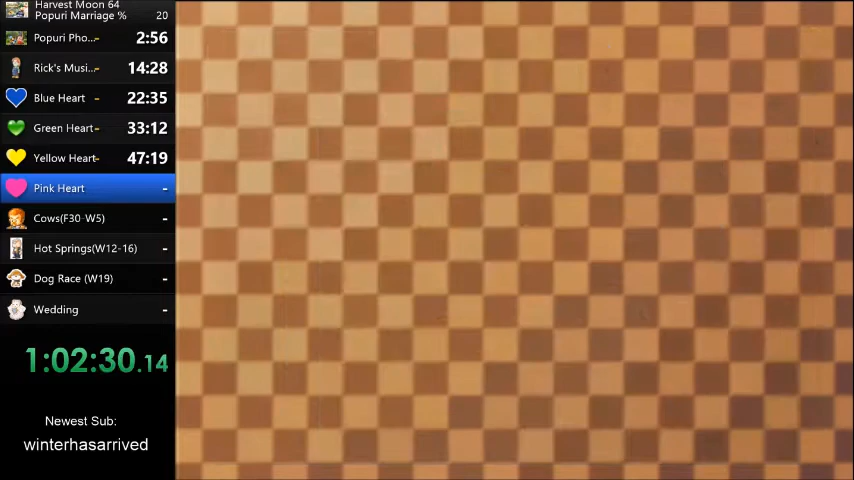 Harvest Moon 64
Popuri Marriage % 20
Popuri Pho... - 2:56
Rick's Musi... - 14:28
Blue Heart - 22:35
Green Heart - 33:12
Yellow Heart - 47:19
Pink Heart -
Cows(F30-W5) -
Hot Springs(W12-16) -
Dog Race (W19) -
Wedding -
1:02:30.14
Newest Sub:
winterhasarrived